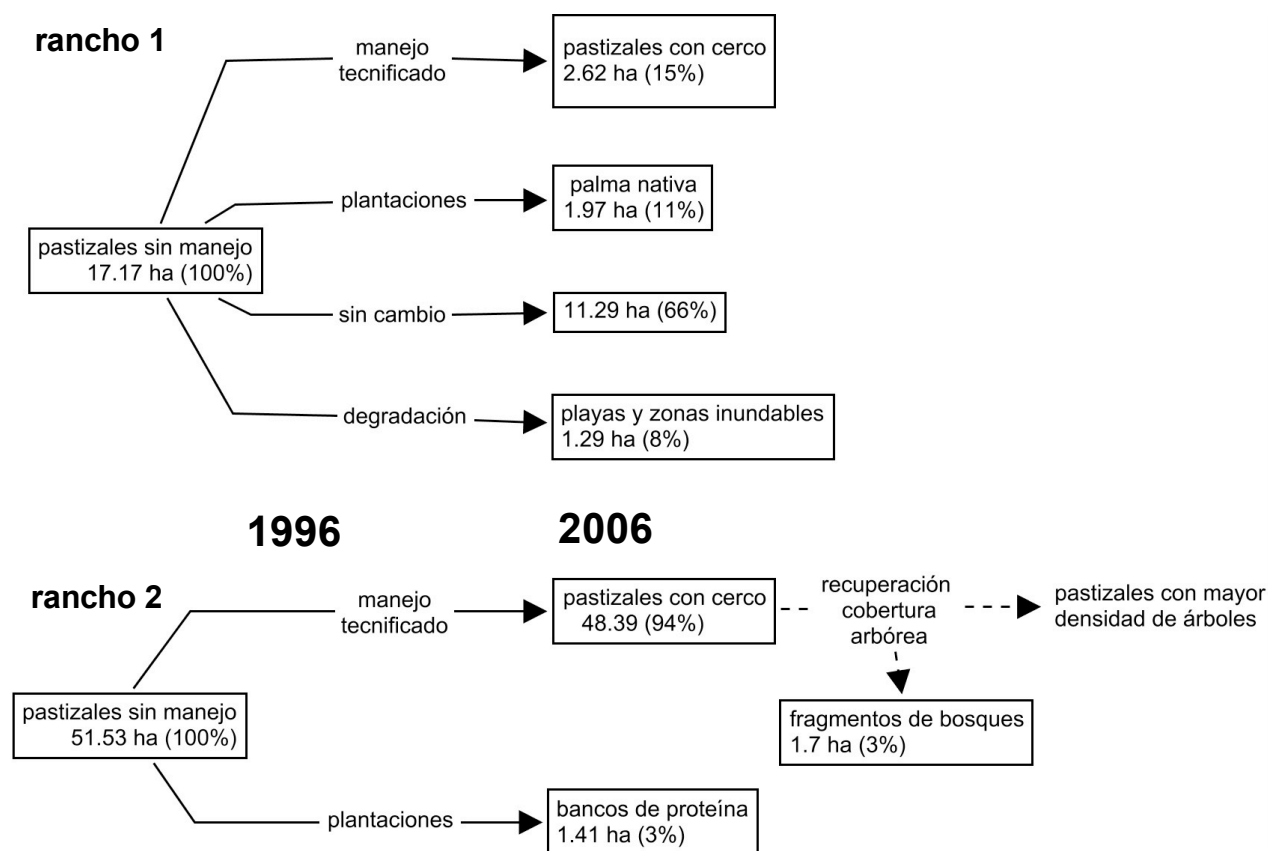 rancho 1
manejo
tecnificado
pastizales con cerco
2.62 ha (15%)
plantaciones
palma nativa
1.97 ha (11%)
pastizales sin manejo
17.17 ha (100%)
sin cambio
11.29 ha (66%)
degradación
playas y zonas inundables
1.29 ha (8%)
1996
2006
rancho 2
manejo
tecnificado
pastizales con cerco
48.39 (94%)
recuperación
cobertura
arbórea
pastizales con mayor
densidad de árboles
pastizales sin manejo
51.53 ha (100%)
fragmentos de bosques
1.7 ha (3%)
plantaciones
bancos de proteína
1.41 ha (3%)